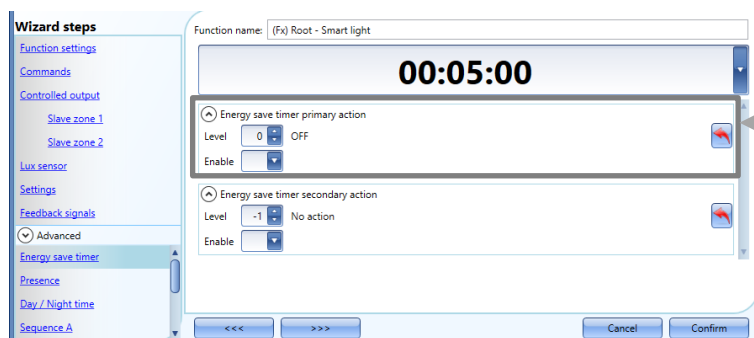 Wizard steps
Function settings
Commands
Controlled output
Slave zone 1
Slave zone 2
Lux sensor
Settings
Feedback signals
Advanced
Energy save timer
Presence
Day / Night time
Sequence A
Function name: (Fx) Root - Smart light
00:05:00
Energy save timer primary action
Level 0 OFF
Enable
Energy save timer secondary action
Level -1 No action
Enable
<<< >>> Cancel Confirm